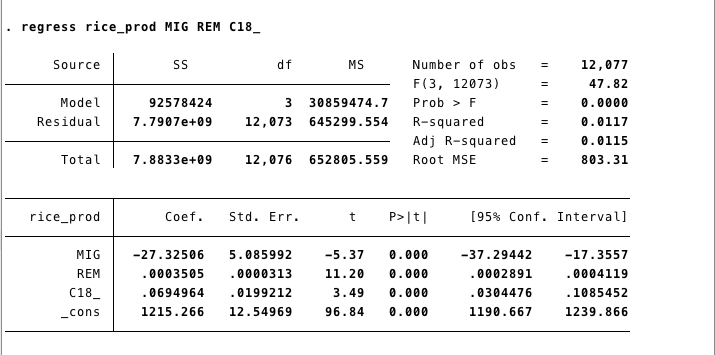 . regress rice_prod MIG REM C18_
Source SS df MS Number of obs = 12,077
F(3, 12073) = 47.82
Model 92578424 3 30859474.7 Prob > F = 0.0000
Residual 7.7907e+09 12,073 645299.554 R-squared = 0.0117
Adj R-squared = 0.0115
Total 7.8833e+09 12,076 652805.559 Root MSE = 803.31
rice_prod Coef. Std. Err. t P>|t| [95% Conf. Interval]
MIG −27.32506 5.085992 −5.37 0.000 −37.29442 −17.3557
REM .0003505 .0000313 11.20 0.000 .0002891 .0004119
C18_ .0694964 .0199212 3.49 0.000 .0304476 .1085452
_cons 1215.266 12.54969 96.84 0.000 1190.667 1239.866